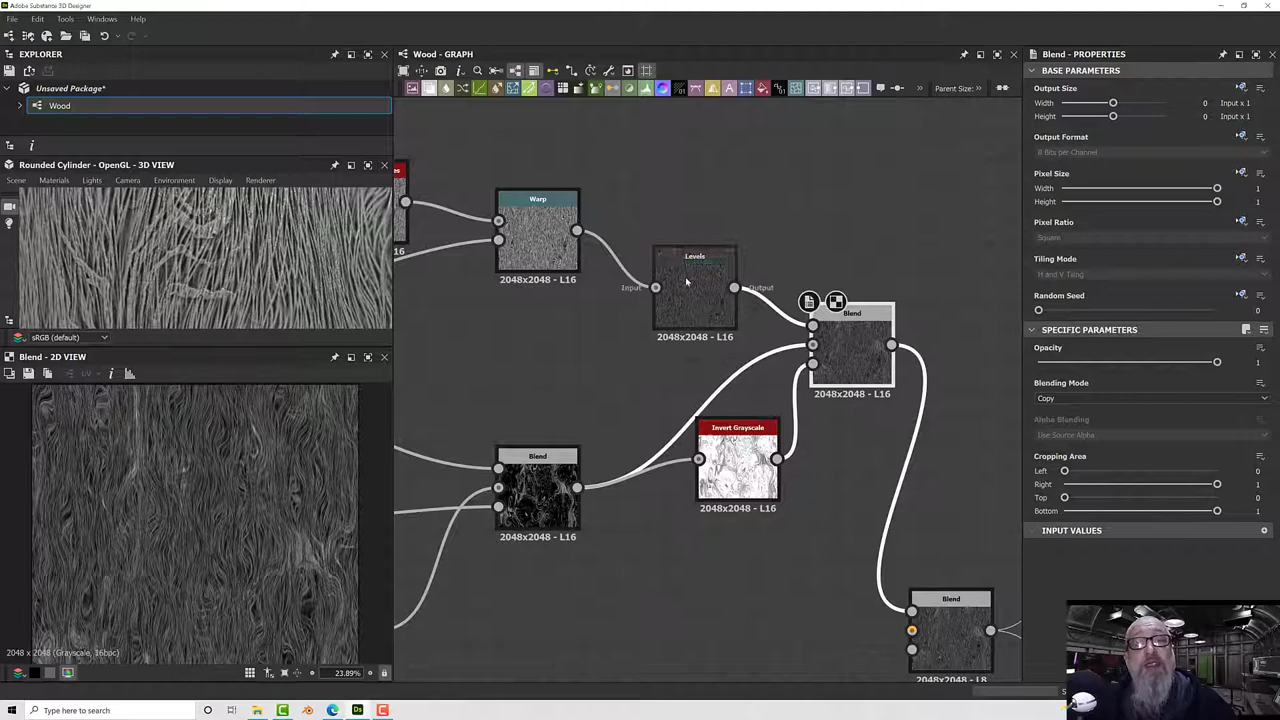 Adobe Substance 3D Designer
File Edit Tools Windows Help
EXPLORER
Unsaved Package*
Wood
Rounded Cylinder - OpenGL - 3D VIEW
Scene Materials Lights Camera Environment Display Renderer
sRGB (default)
Blend - 2D VIEW
UV
2048 x 2048 (Grayscale, 16bpc)
23.89%
Wood - GRAPH
Parent Size:
es
16
Warp
2048x2048 - L16
Levels
Input
Output
2048x2048 - L16
Blend
2048x2048 - L16
Invert Grayscale
2048x2048 - L16
Blend
2048x2048 - L16
Blend
2048x2048 - L8
Blend - PROPERTIES
BASE PARAMETERS
Output Size
Width 0 Input x 1
Height 0 Input x 1
Output Format
8 Bits per Channel
Pixel Size
Width 1
Height 1
Pixel Ratio
Square
Tiling Mode
H and V Tiling
Random Seed
0
SPECIFIC PARAMETERS
Opacity
1
Blending Mode
Copy
Alpha Blending
Use Source Alpha
Cropping Area
Left 0
Right 1
Top 0
Bottom 1
INPUT VALUES
Type here to search
Ds